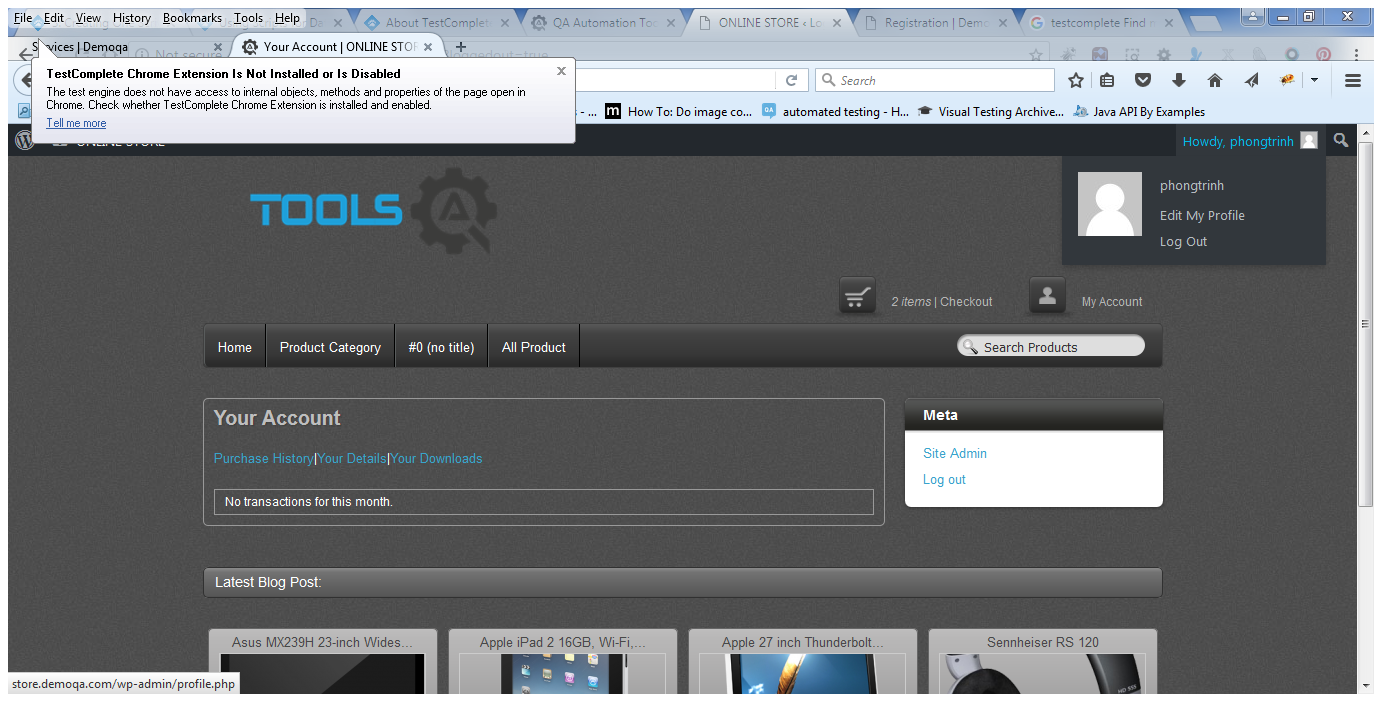 File Edit View History Bookmarks Tools Help
About TestComplet
QA Automation Too
ONLINE STORE ‹ Lo
Registration | Demo
testcomplete Find m
Services | Demoqa
Your Account | ONLINE STOR
Not secure
TestComplete Chrome Extension Is Not Installed or Is Disabled
The test engine does not have access to internal objects, methods and properties of the page open in
Chrome. Check whether TestComplete Chrome Extension is installed and enabled.
Tell me more
Search
s - ...
m How To: Do image co...
QA automated testing - H...
Visual Testing Archive...
Java API By Examples
ONLINE STORE
Howdy, phongtrinh
phongtrinh
Edit My Profile
Log Out
TOOLS QA
2 items | Checkout
My Account
Home
Product Category
#0 (no title)
All Product
Search Products
Your Account
Purchase History|Your Details|Your Downloads
No transactions for this month.
Meta
Site Admin
Log out
Latest Blog Post:
Asus MX239H 23-inch Wides...
Apple iPad 2 16GB, Wi-Fi,...
Apple 27 inch Thunderbolt...
Sennheiser RS 120
store.demoqa.com/wp-admin/profile.php